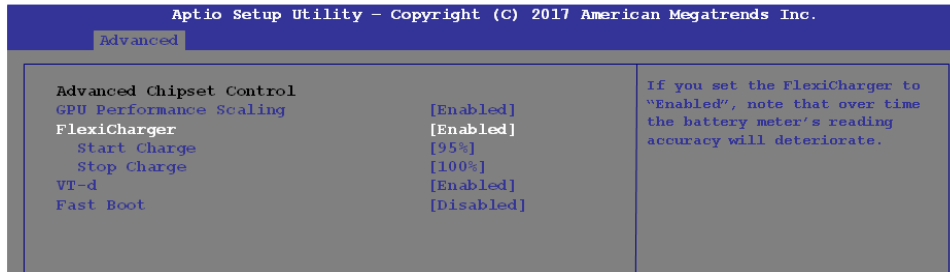 Aptio Setup Utility – Copyright (C) 2017 American Megatrends Inc.
Advanced
Advanced Chipset Control
GPU Performance Scaling [Enabled]
FlexiCharger [Enabled]
Start Charge [95%]
Stop Charge [100%]
VT-d [Enabled]
Fast Boot [Disabled]
If you set the FlexiCharger to
“Enabled”, note that over time
the battery meter’s reading
accuracy will deteriorate.